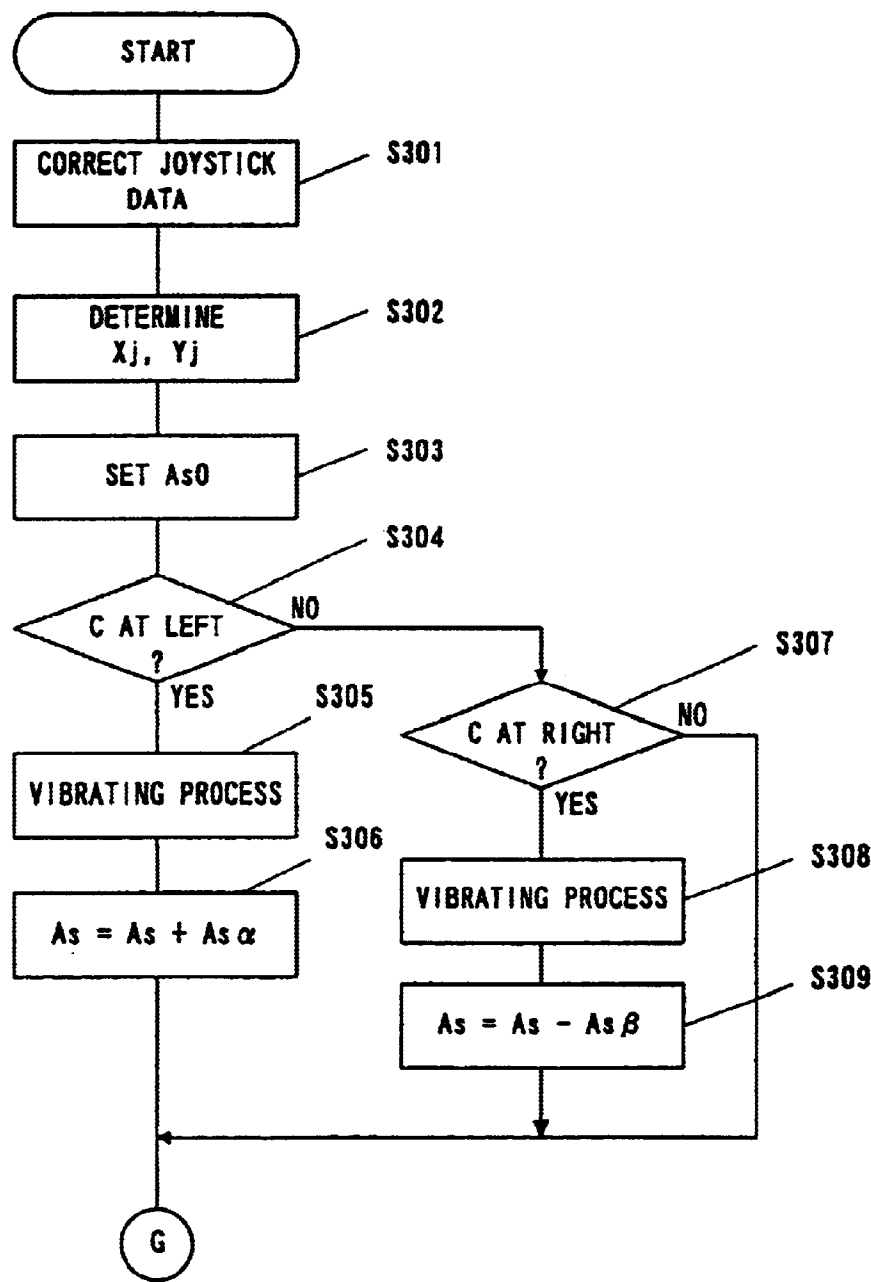 START
CORRECT JOYSTICK
DATA
S301
DETERMINE
Xj, Yj
S302
SET As0
S303
C AT LEFT
?
S304
NO
YES
C AT RIGHT
?
S307
NO
YES
VIBRATING PROCESS
S305
As = As + Asα
S306
VIBRATING PROCESS
S308
As = As - Asβ
S309
G